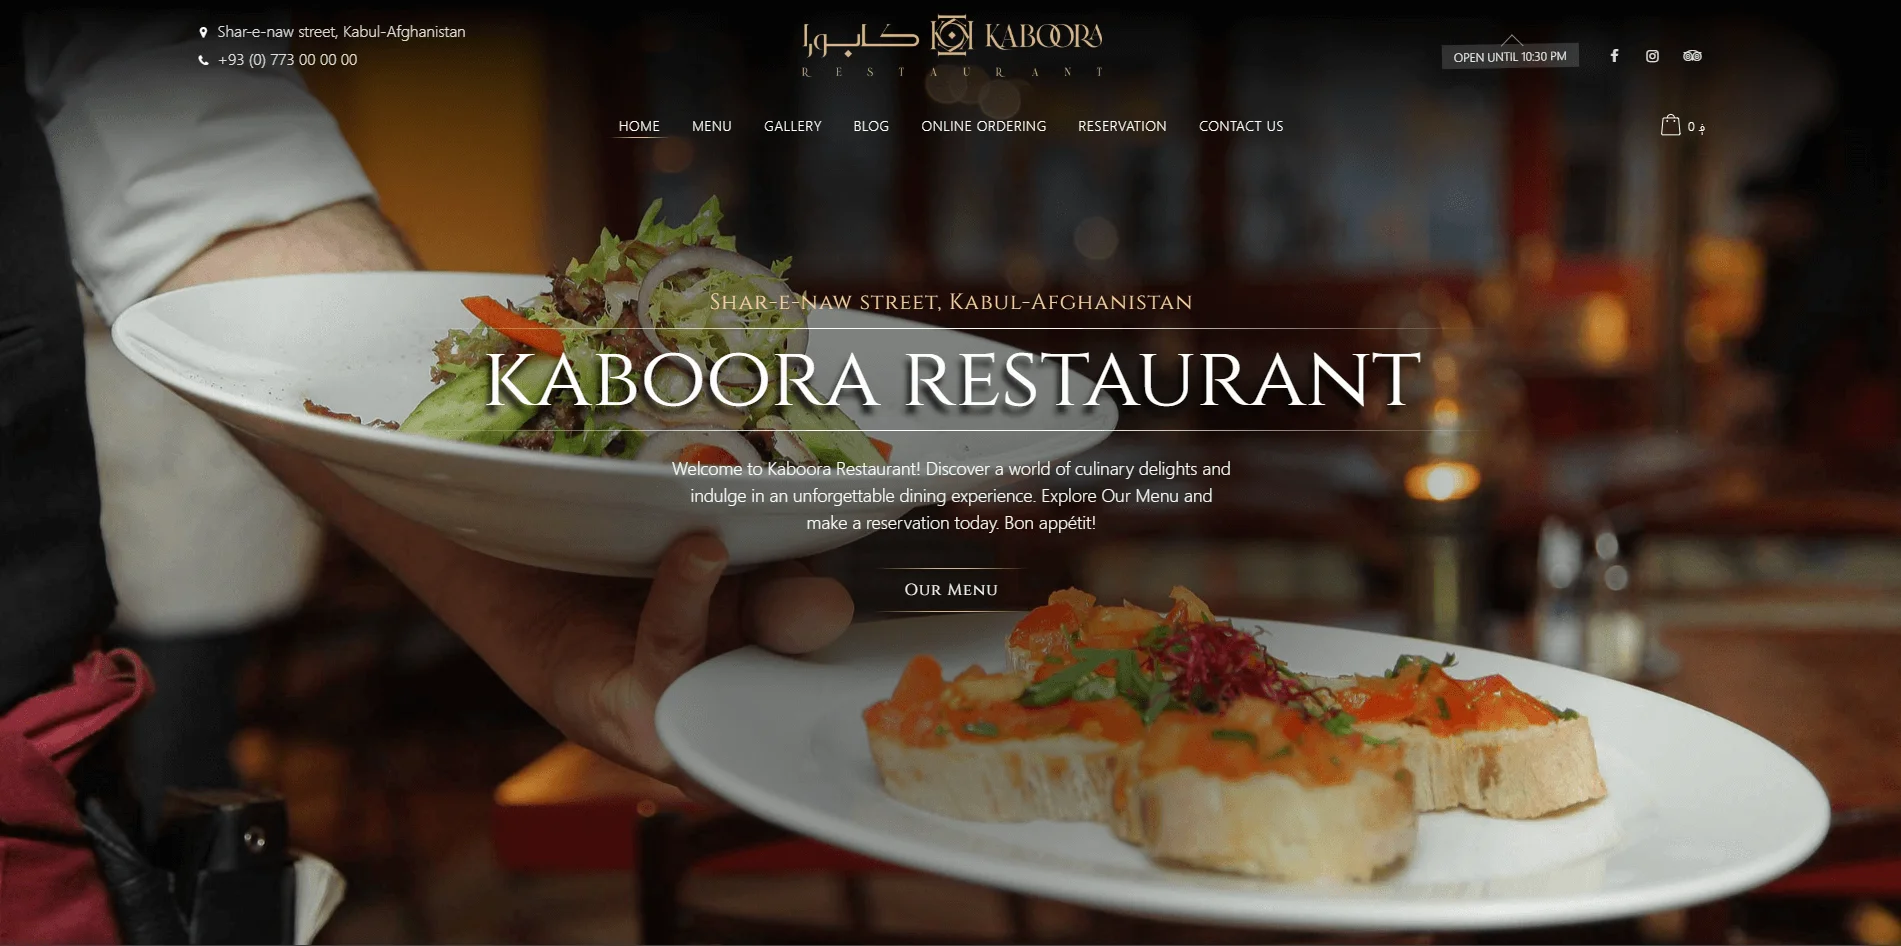 Shar-e-naw street, Kabul-Afghanistan
+93 (0) 773 00 00 00
کابورا KABOORA
RESTAURANT
OPEN UNTIL 10:30 PM
HOME MENU GALLERY BLOG ONLINE ORDERING RESERVATION CONTACT US
0 ؋
Shar-e-naw street, Kabul-Afghanistan
KABOORA RESTAURANT
Welcome to Kaboora Restaurant! Discover a world of culinary delights and
indulge in an unforgettable dining experience. Explore Our Menu and
make a reservation today. Bon appétit!
Our Menu